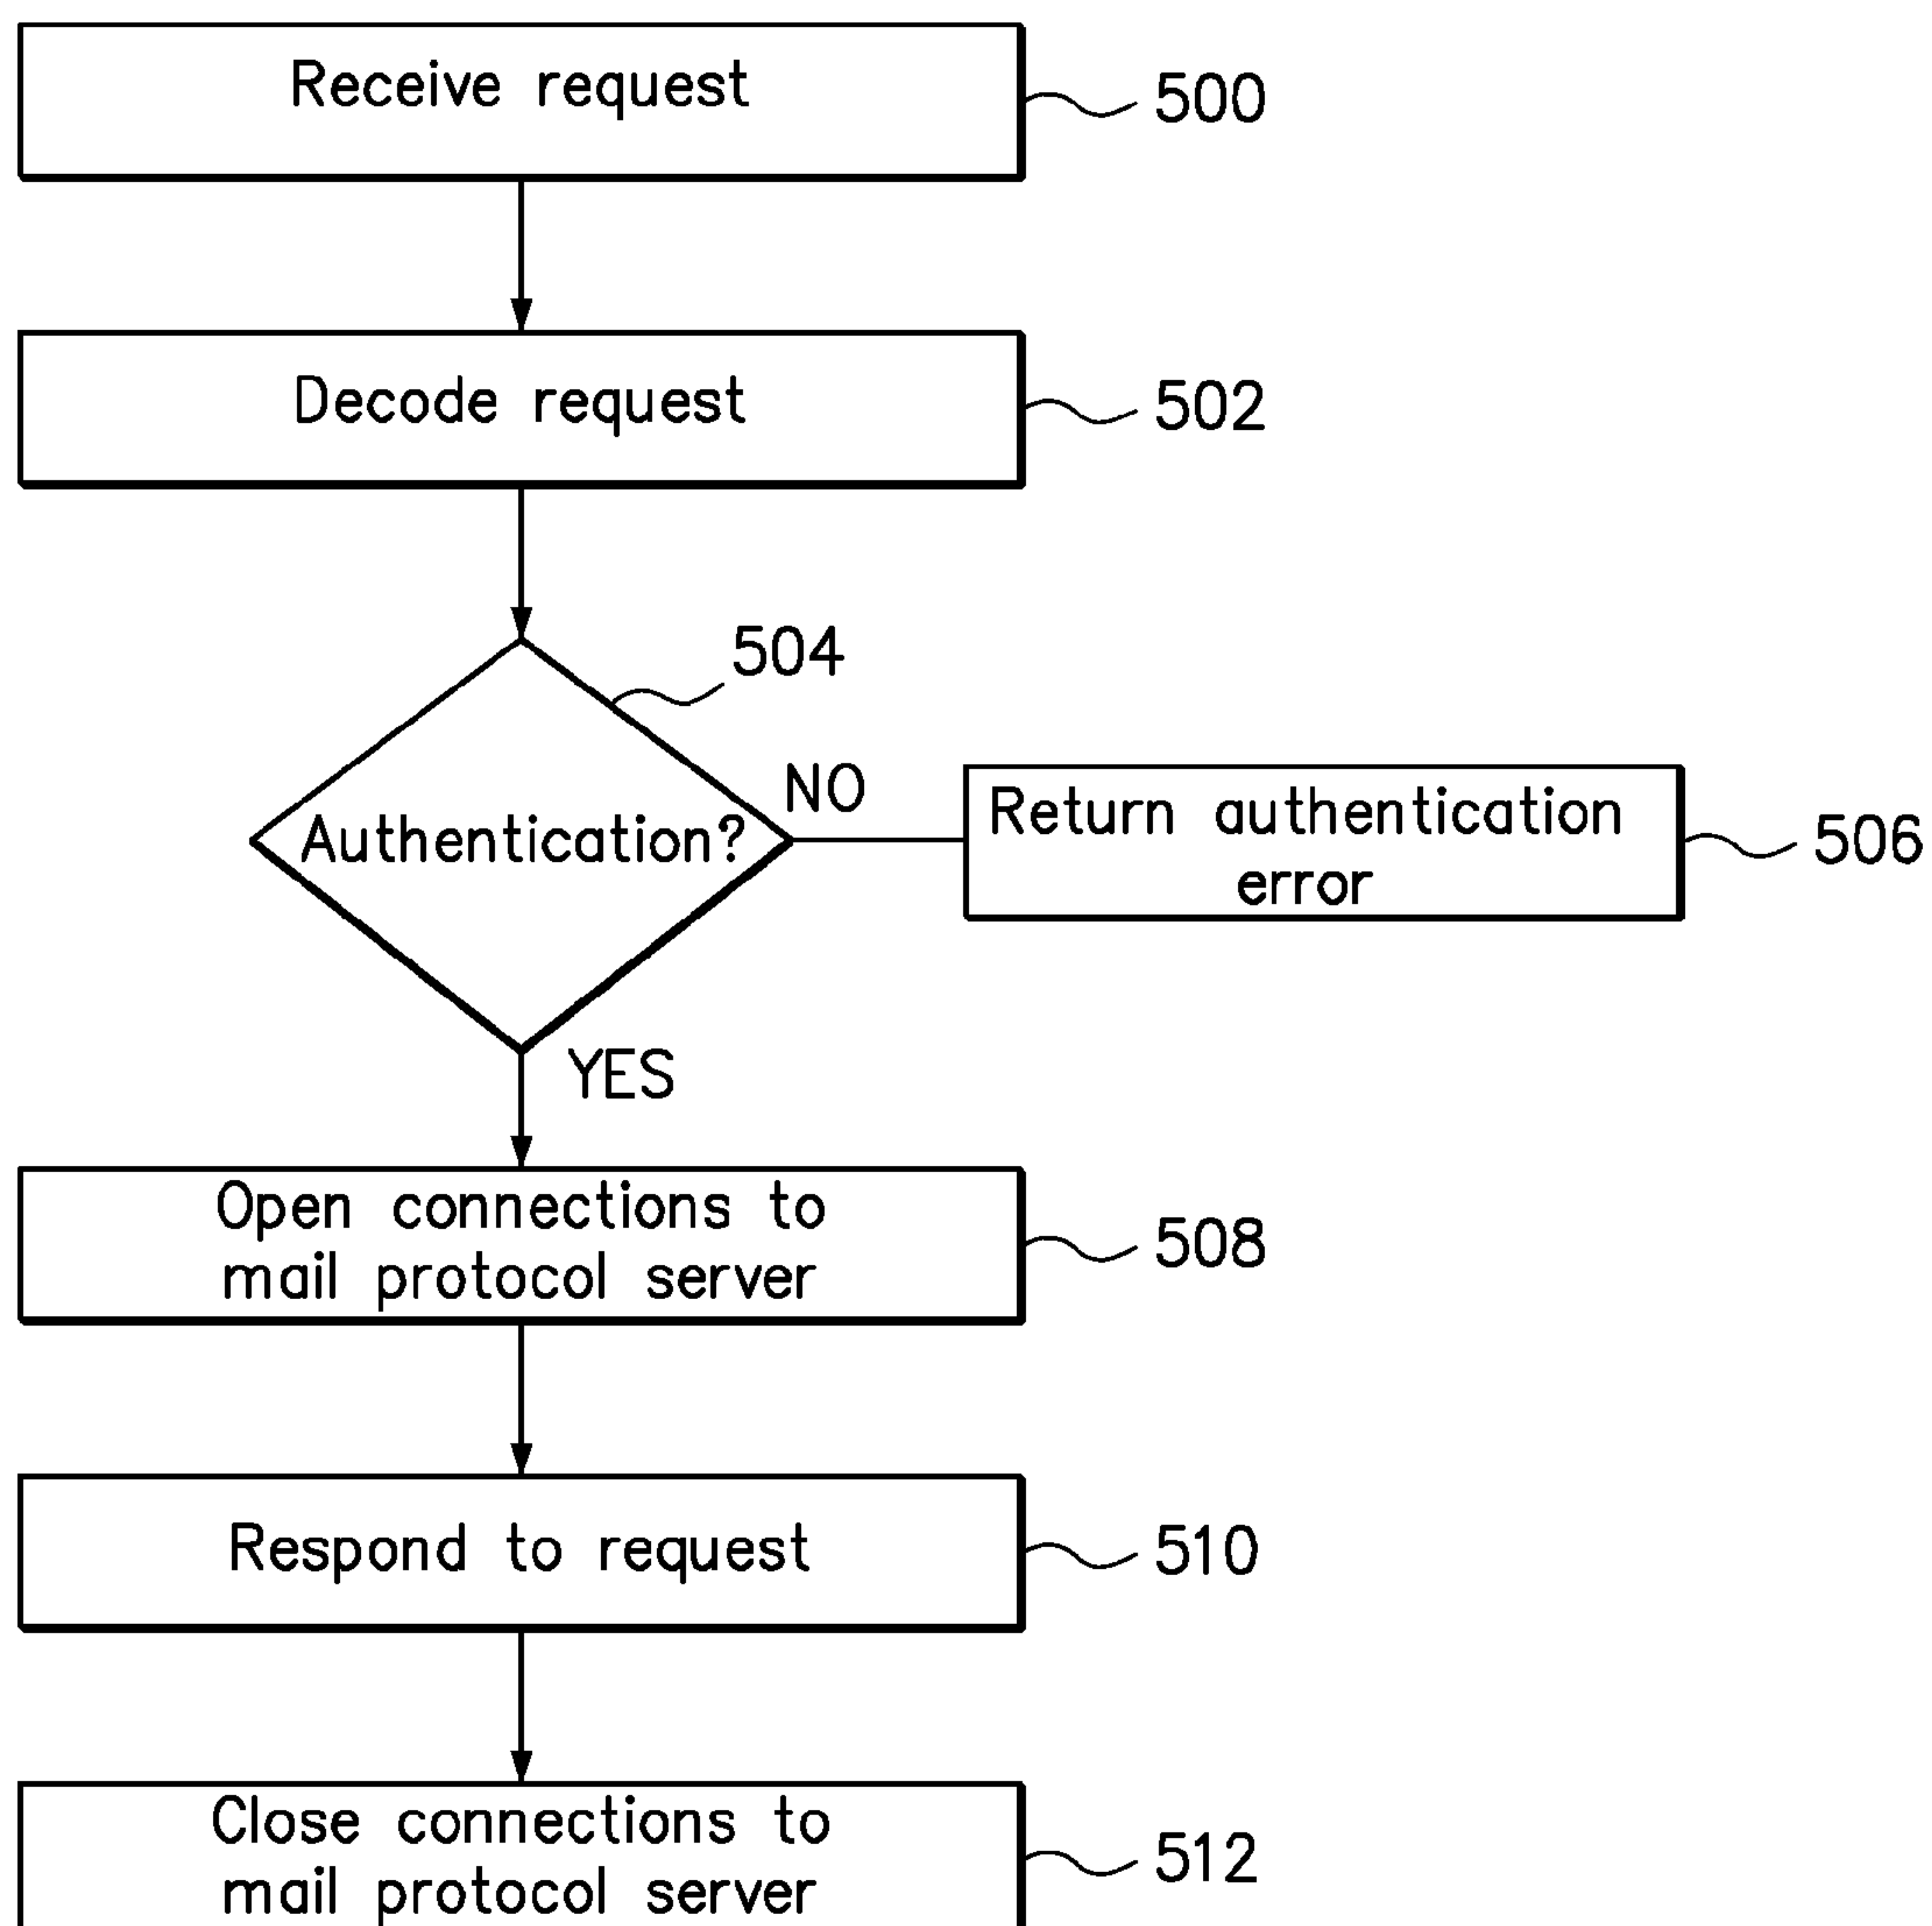 Receive request
500
Decode request
502
504
Authentication?
NO
Return authentication
error
506
YES
Open connections to
mail protocol server
508
Respond to request
510
Close connections to
mail protocol server
512